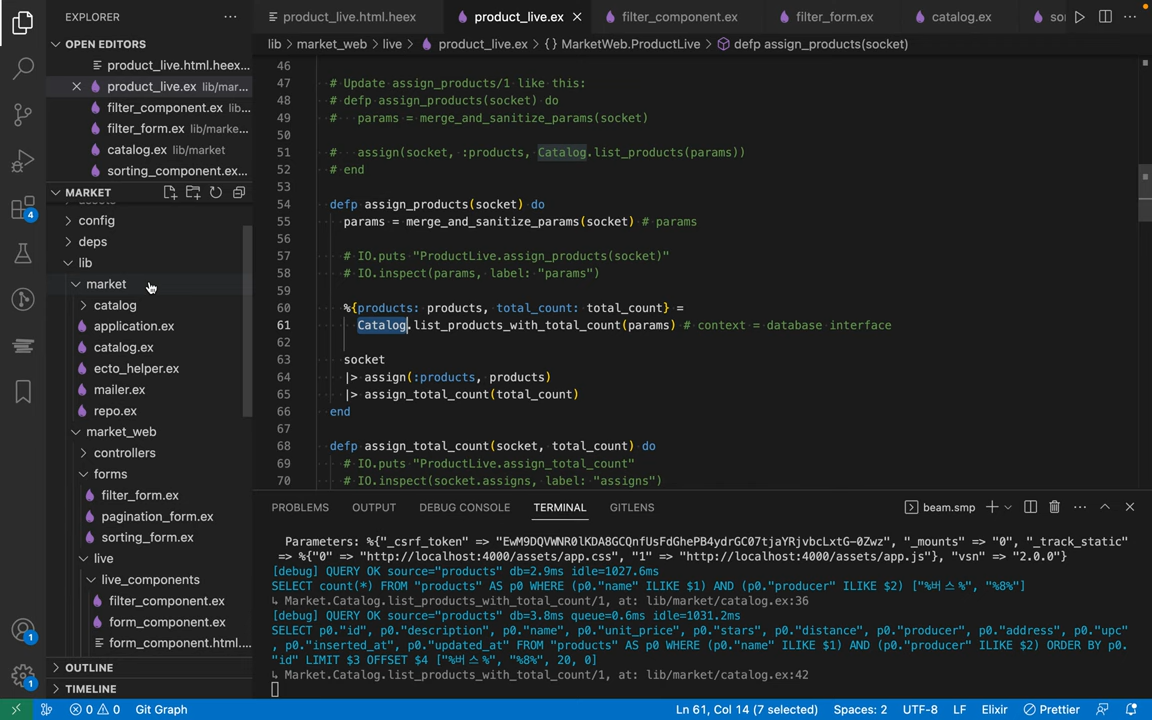 EXPLORER
product_live.html.heex
product_live.ex
filter_component.ex
filter_form.ex
catalog.ex
so
OPEN EDITORS
lib > market_web > live > product_live.ex > {} MarketWeb.ProductLive > defp assign_products(socket)
product_live.html.heex...
product_live.ex lib/mar...
filter_component.ex lib...
filter_form.ex lib/marke...
catalog.ex lib/market
sorting_component.ex...
MARKET
assets
config
deps
lib
market
catalog
application.ex
catalog.ex
ecto_helper.ex
mailer.ex
repo.ex
market_web
controllers
forms
filter_form.ex
pagination_form.ex
sorting_form.ex
live
live_components
filter_component.ex
form_component.ex
form_component.html....
OUTLINE
TIMELINE
4
1
1
46
47 # Update assign_products/1 like this:
48 # defp assign_products(socket) do
49 #   params = merge_and_sanitize_params(socket)
50
51 #   assign(socket, :products, Catalog.list_products(params))
52 # end
53
54 defp assign_products(socket) do
55   params = merge_and_sanitize_params(socket) # params
56
57   # IO.puts "ProductLive.assign_products(socket)"
58   # IO.inspect(params, label: "params")
59
60   %{products: products, total_count: total_count} =
61     Catalog.list_products_with_total_count(params) # context = database interface
62
63   socket
64   |> assign(:products, products)
65   |> assign_total_count(total_count)
66 end
67
68 defp assign_total_count(socket, total_count) do
69   # IO.puts "ProductLive.assign_total_count"
70   # IO.inspect(socket.assigns, label: "assigns")
PROBLEMS OUTPUT DEBUG CONSOLE TERMINAL GITLENS
beam.smp
Parameters: %{"_csrf_token" => "EwM9DQVWNR0lKDA8GCQnfUsFdGhePB4ydrGC07tjaYRjvbcLxtG-0Zwz", "_mounts" => "0", "_track_static"
=> %{"0" => "http://localhost:4000/assets/app.css", "1" => "http://localhost:4000/assets/app.js"}, "vsn" => "2.0.0"}
[debug] QUERY OK source="products" db=2.9ms idle=1027.6ms
SELECT count(*) FROM "products" AS p0 WHERE (p0."name" ILIKE $1) AND (p0."producer" ILIKE $2) ["%버스%", "%8%"]
↳ Market.Catalog.list_products_with_total_count/1, at: lib/market/catalog.ex:36
[debug] QUERY OK source="products" db=3.8ms queue=0.6ms idle=1031.2ms
SELECT p0."id", p0."description", p0."name", p0."unit_price", p0."stars", p0."distance", p0."producer", p0."address", p0."upc"
, p0."inserted_at", p0."updated_at" FROM "products" AS p0 WHERE (p0."name" ILIKE $1) AND (p0."producer" ILIKE $2) ORDER BY p0.
"id" LIMIT $3 OFFSET $4 ["%버스%", "%8%", 20, 0]
↳ Market.Catalog.list_products_with_total_count/1, at: lib/market/catalog.ex:42
0 0 Git Graph
Ln 61, Col 14 (7 selected) Spaces: 2 UTF-8 LF Elixir Prettier